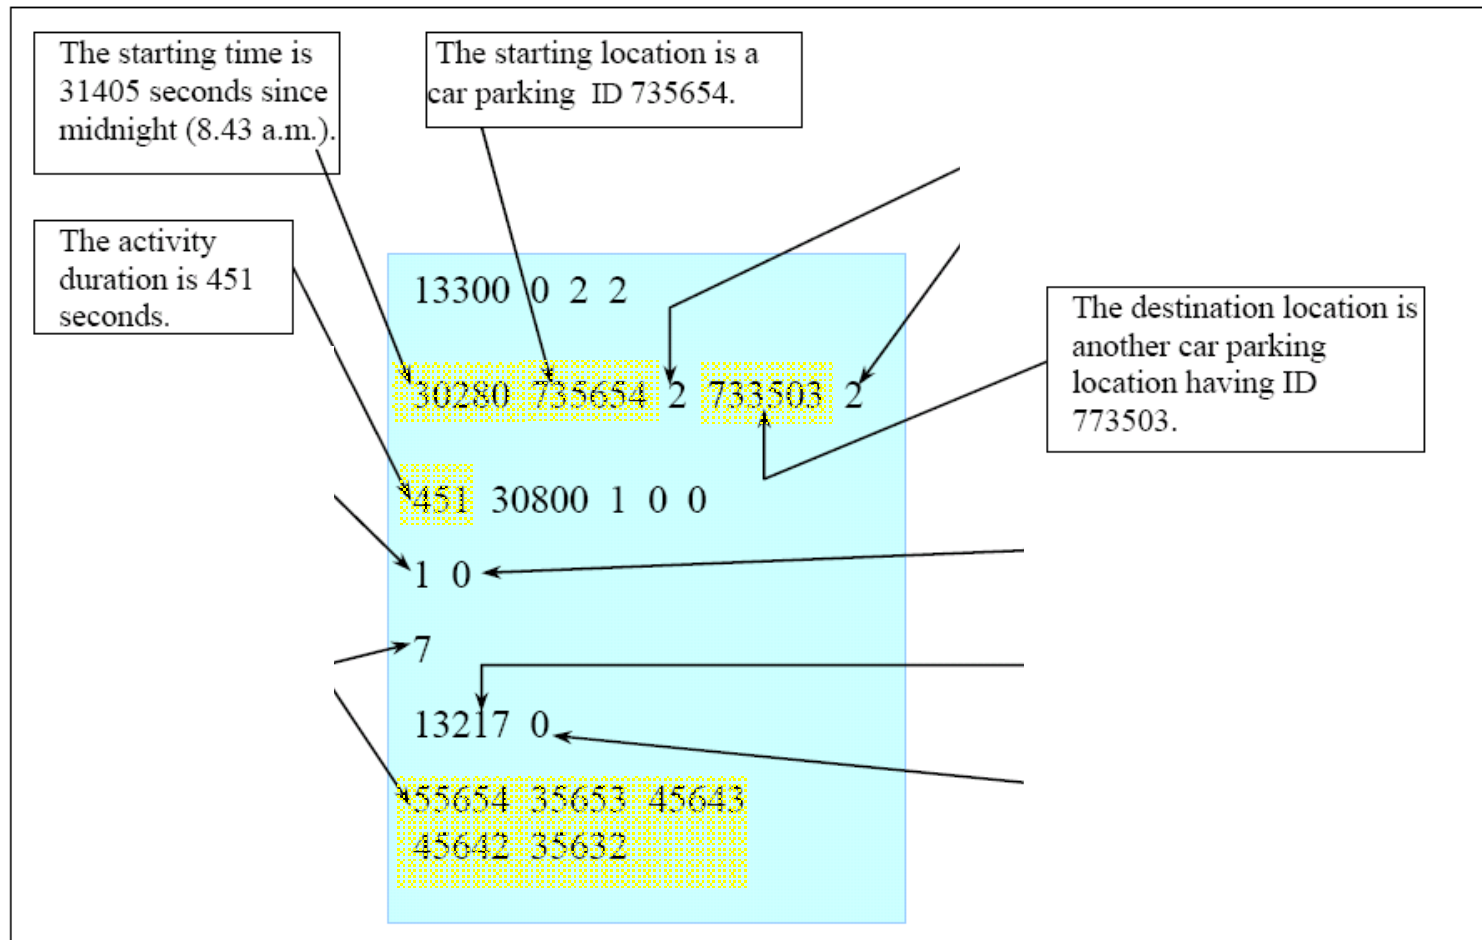 The starting time is
31405 seconds since
midnight (8.43 a.m.).
The starting location is a
car parking ID 735654.
The activity
duration is 451
seconds.
The destination location is
another car parking
location having ID
773503.
13300 0 2 2
30280 735654 2 733503 2
451 30800 1 0 0
1 0
7
13217 0
55654 35653 45643
45642 35632